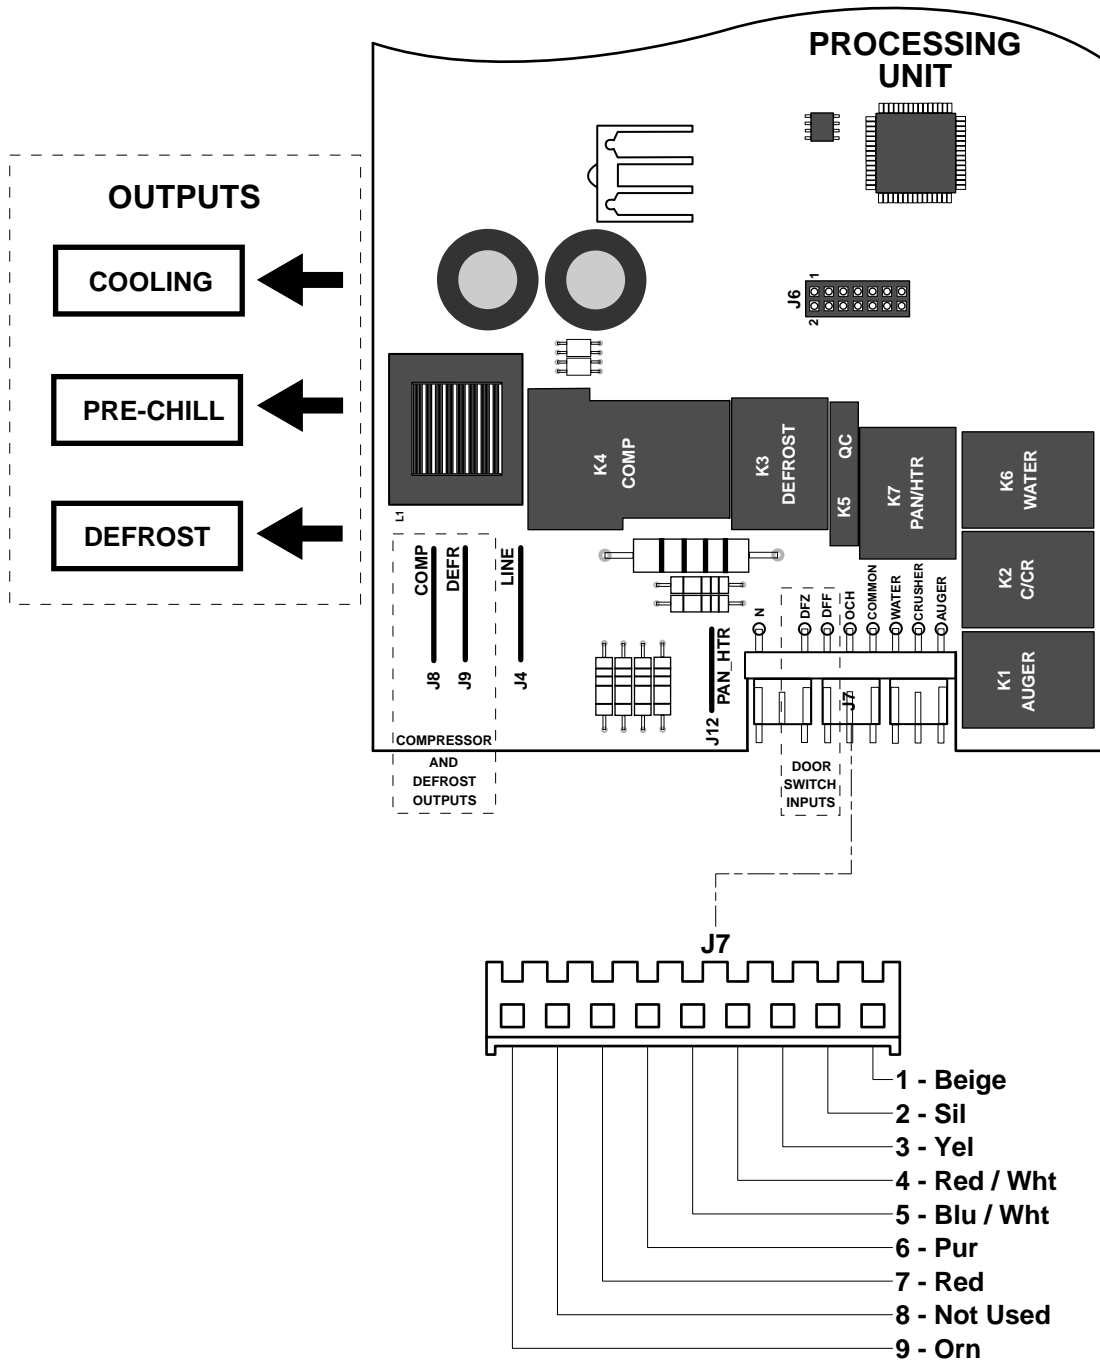 PROCESSING
UNIT
OUTPUTS
COOLING
PRE-CHILL
DEFROST
J6
1
2
L1
K4
COMP
K3
DEFROST
K5 QC
K7
PAN/HTR
K6
WATER
K2
C/CR
K1
AUGER
COMP
J8
DEFR
J9
LINE
J4
PAN_HTR
J12
N
DFZ
DFF
OCH
COMMON
WATER
CRUSHER
AUGER
J7
COMPRESSOR
AND
DEFROST
OUTPUTS
DOOR
SWITCH
INPUTS
J7
1 - Beige
2 - Sil
3 - Yel
4 - Red / Wht
5 - Blu / Wht
6 - Pur
7 - Red
8 - Not Used
9 - Orn